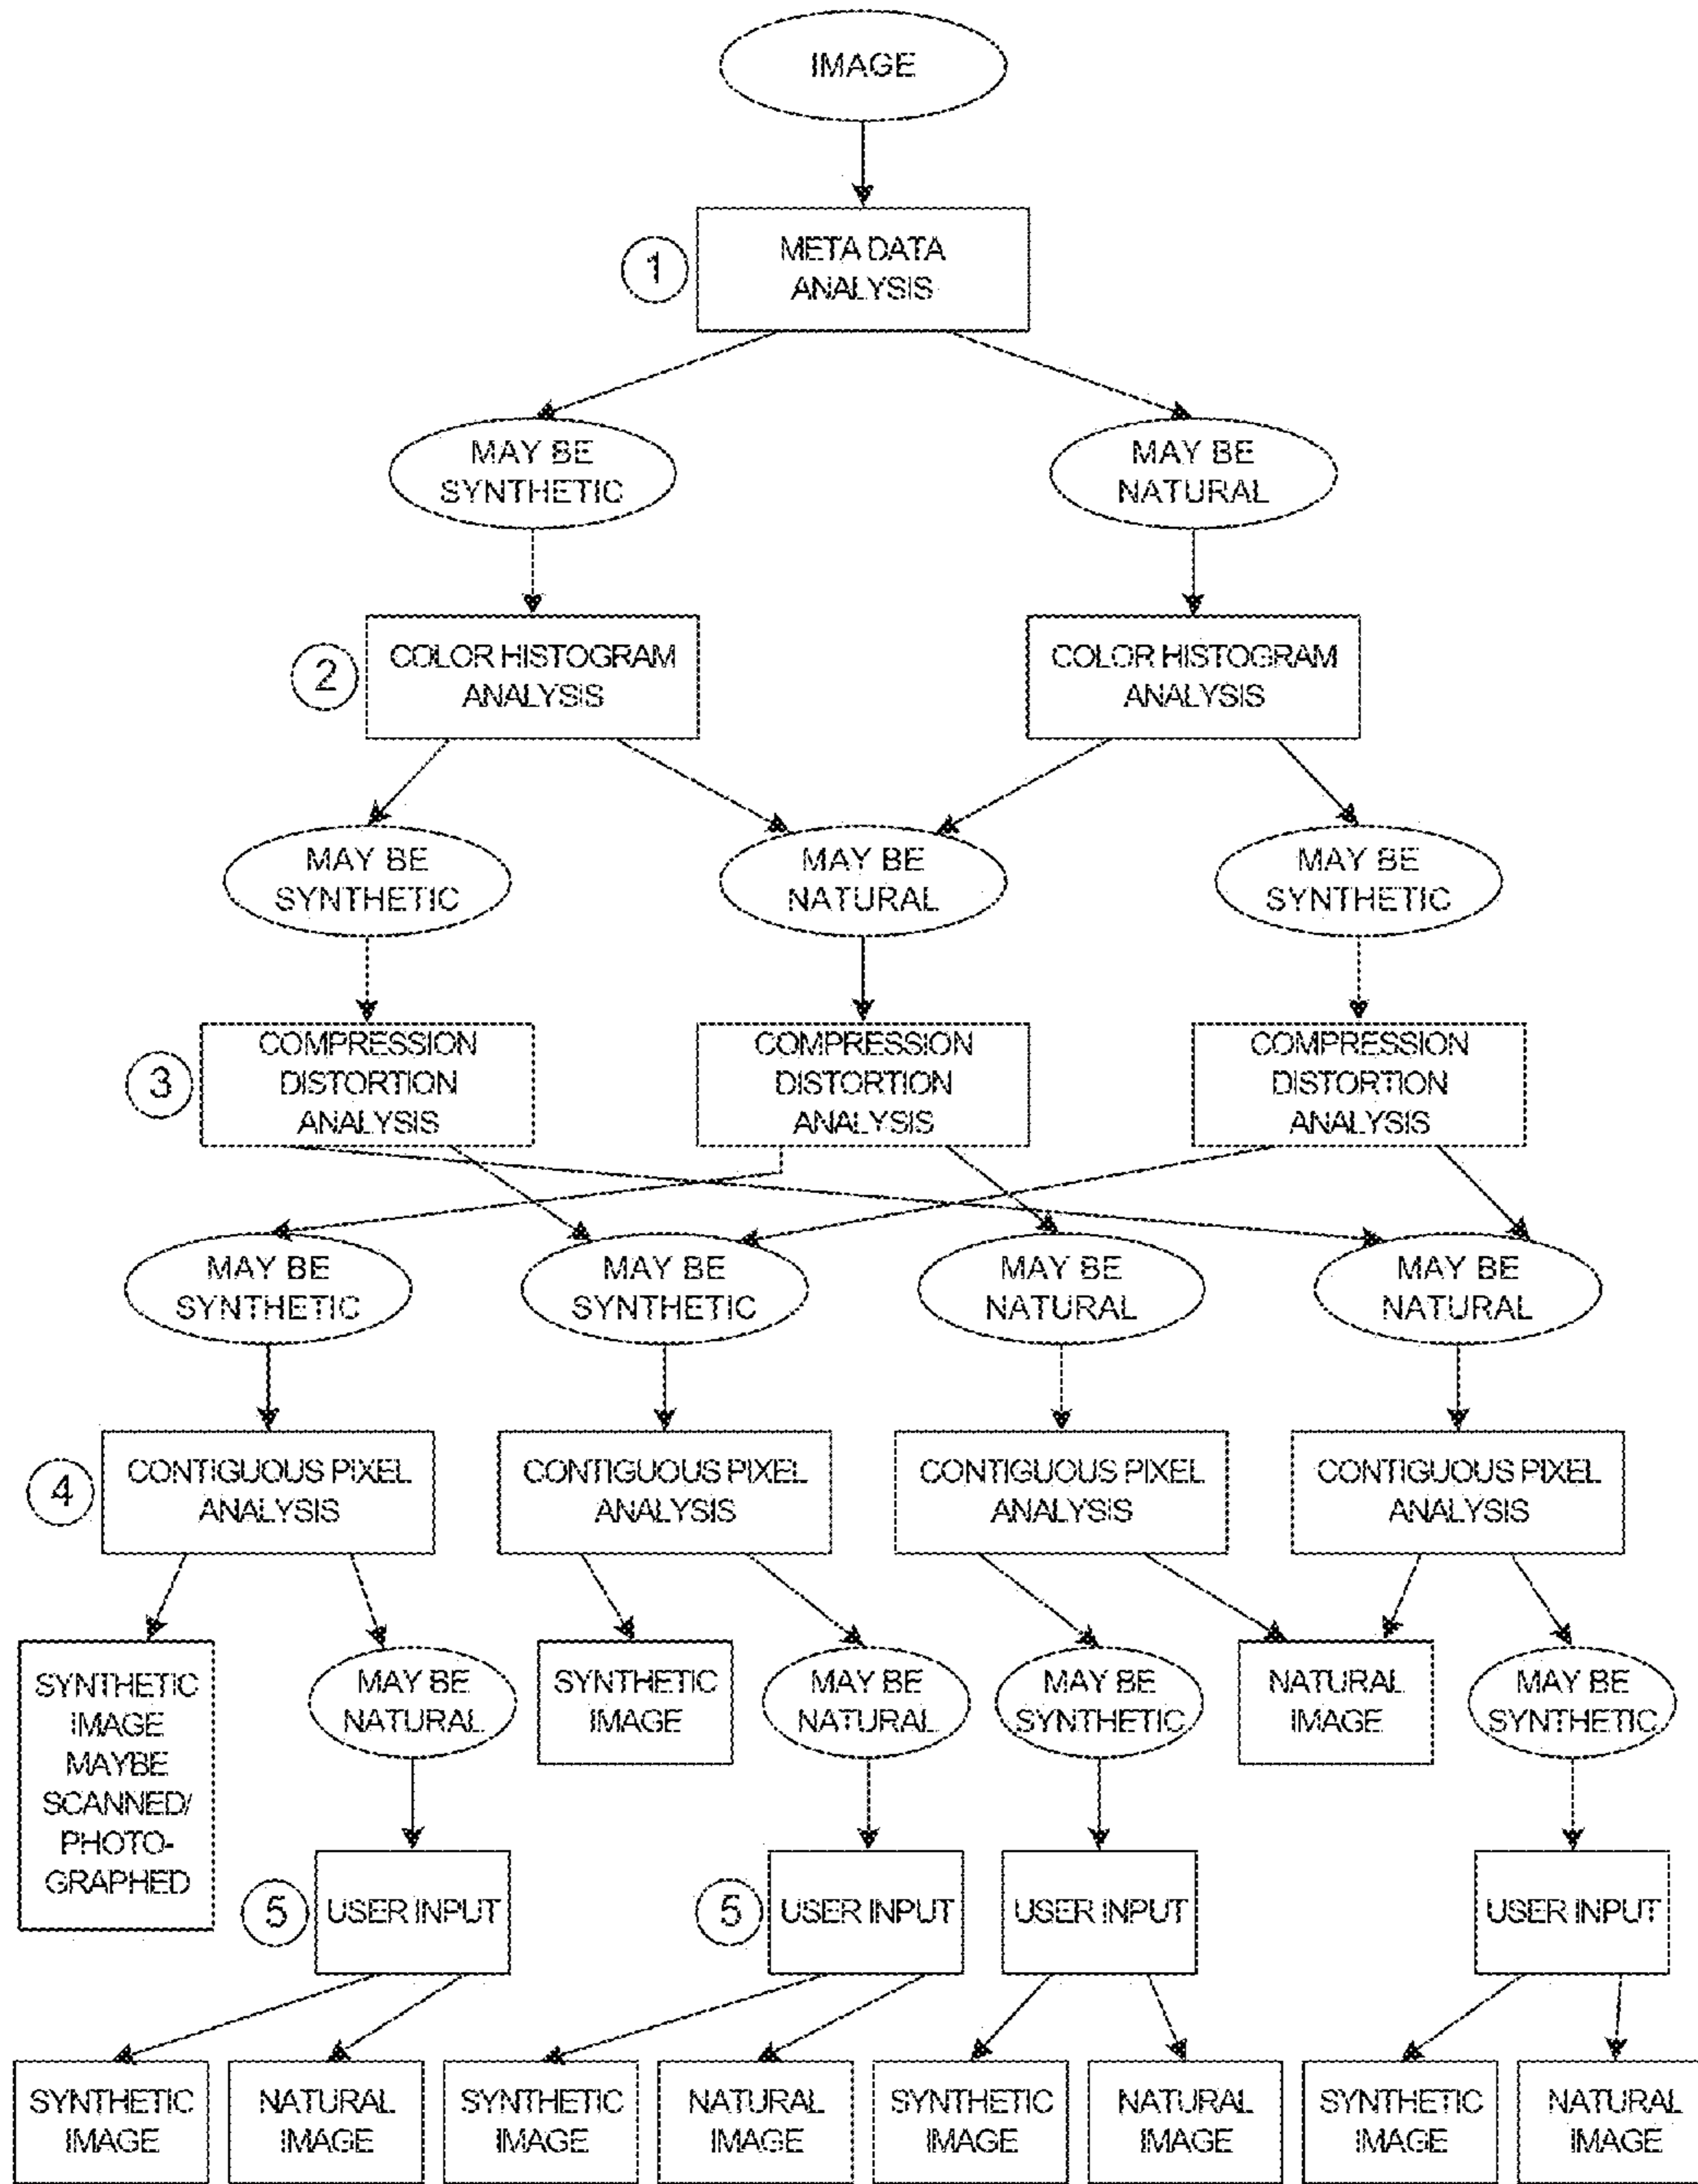 IMAGE
1
META DATA
ANALYSIS
MAY BE
SYNTHETIC
MAY BE
NATURAL
2
COLOR HISTOGRAM
ANALYSIS
COLOR HISTOGRAM
ANALYSIS
MAY BE
SYNTHETIC
MAY BE
NATURAL
MAY BE
SYNTHETIC
3
COMPRESSION
DISTORTION
ANALYSIS
COMPRESSION
DISTORTION
ANALYSIS
COMPRESSION
DISTORTION
ANALYSIS
MAY BE
SYNTHETIC
MAY BE
SYNTHETIC
MAY BE
NATURAL
MAY BE
NATURAL
4
CONTIGUOUS PIXEL
ANALYSIS
CONTIGUOUS PIXEL
ANALYSIS
CONTIGUOUS PIXEL
ANALYSIS
CONTIGUOUS PIXEL
ANALYSIS
SYNTHETIC
IMAGE
MAYBE
SCANNED/
PHOTO-
GRAPHED
MAY BE
NATURAL
SYNTHETIC
IMAGE
MAY BE
NATURAL
MAY BE
SYNTHETIC
NATURAL
IMAGE
MAY BE
SYNTHETIC
5
USER INPUT
5
USER INPUT
USER INPUT
USER INPUT
SYNTHETIC
IMAGE
NATURAL
IMAGE
SYNTHETIC
IMAGE
NATURAL
IMAGE
SYNTHETIC
IMAGE
NATURAL
IMAGE
SYNTHETIC
IMAGE
NATURAL
IMAGE